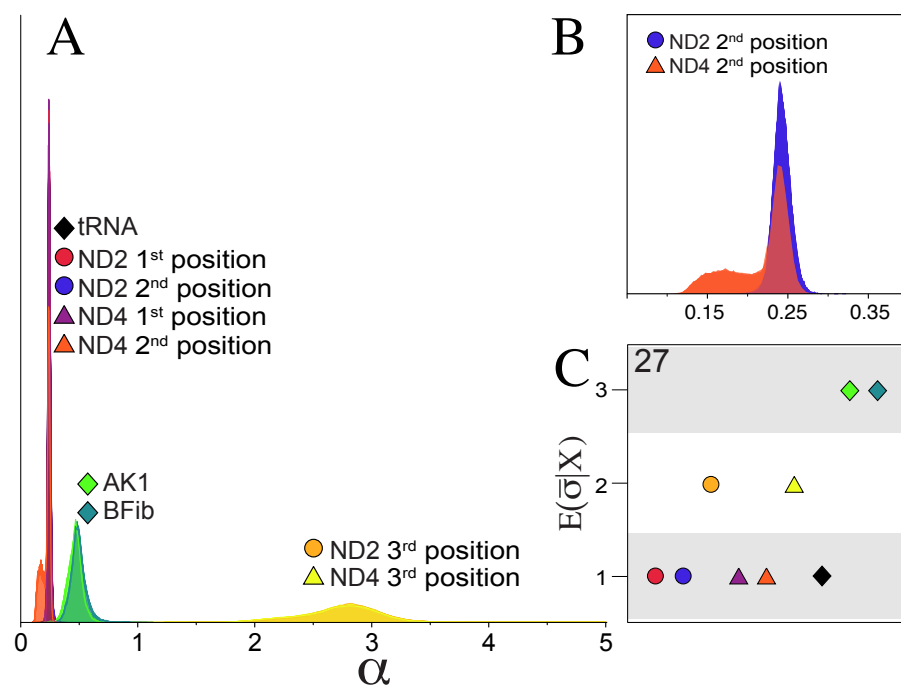 A
tRNA
ND2 1st position
ND2 2nd position
ND4 1st position
ND4 2nd position
AK1
BFib
ND2 3rd position
ND4 3rd position
0 1 2 3 4 5
α
B
ND2 2nd position
ND4 2nd position
0.15 0.25 0.35
C
27
E(σ̅|X)
3
2
1